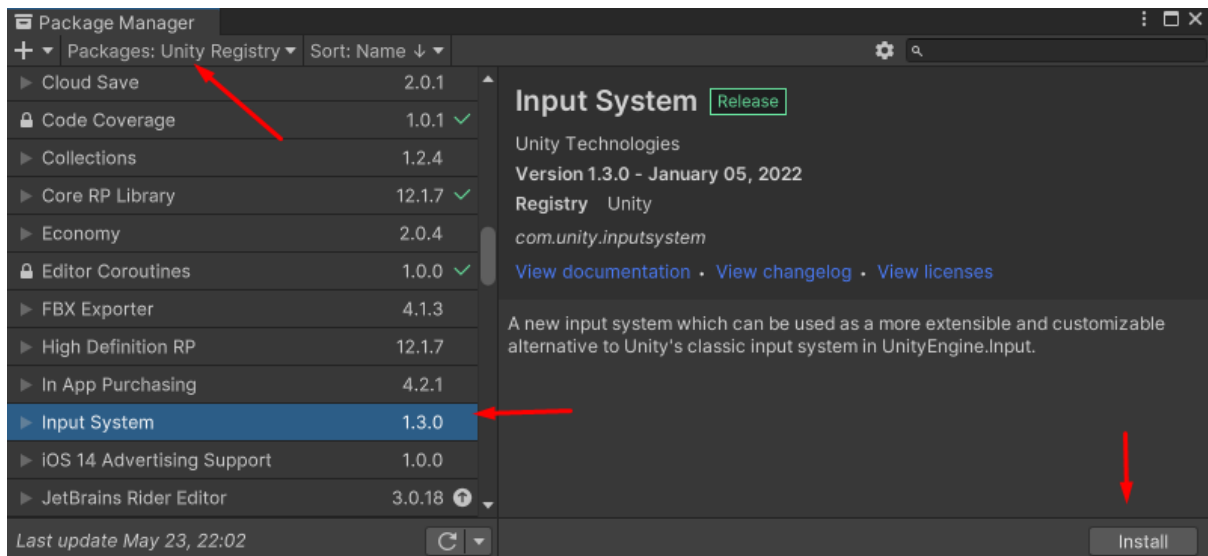 Package Manager
Packages: Unity Registry Sort: Name ↓
Cloud Save 2.0.1
Code Coverage 1.0.1
Collections 1.2.4
Core RP Library 12.1.7
Economy 2.0.4
Editor Coroutines 1.0.0
FBX Exporter 4.1.3
High Definition RP 12.1.7
In App Purchasing 4.2.1
Input System 1.3.0
iOS 14 Advertising Support 1.0.0
JetBrains Rider Editor 3.0.18
Last update May 23, 22:02
Input System Release
Unity Technologies
Version 1.3.0 - January 05, 2022
Registry Unity
com.unity.inputsystem
View documentation • View changelog • View licenses
A new input system which can be used as a more extensible and customizable
alternative to Unity's classic input system in UnityEngine.Input.
Install